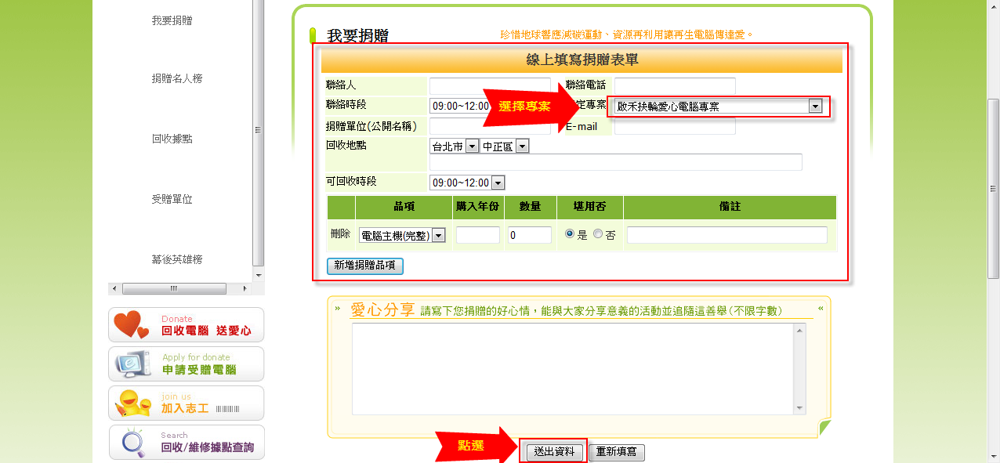 我要捐贈
捐贈名人榜
回收據點
受贈單位
幕後英雄榜
Donate
回收電腦 送愛心
Apply for donate
申請受贈電腦
join us
加入志工
Search
回收/維修據點查詢
我要捐贈
珍惜地球響應減碳運動、資源再利用讓再生電腦傳達愛。
線上填寫捐贈表單
聯絡人 聯絡電話
聯絡時段 09:00~12:00 選擇專案 定專案 啟禾扶輪愛心電腦專案
捐贈單位(公開名稱) E-mail
回收地點 台北市 中正區
可回收時段 09:00~12:00
品項 購入年份 數量 堪用否 備註
刪除 電腦主機(完整) 0 是 否
新增捐贈品項
» 愛心分享 請寫下您捐贈的好心情，能與大家分享意義的活動並追隨這善舉(不限字數) «
點選 送出資料 重新填寫